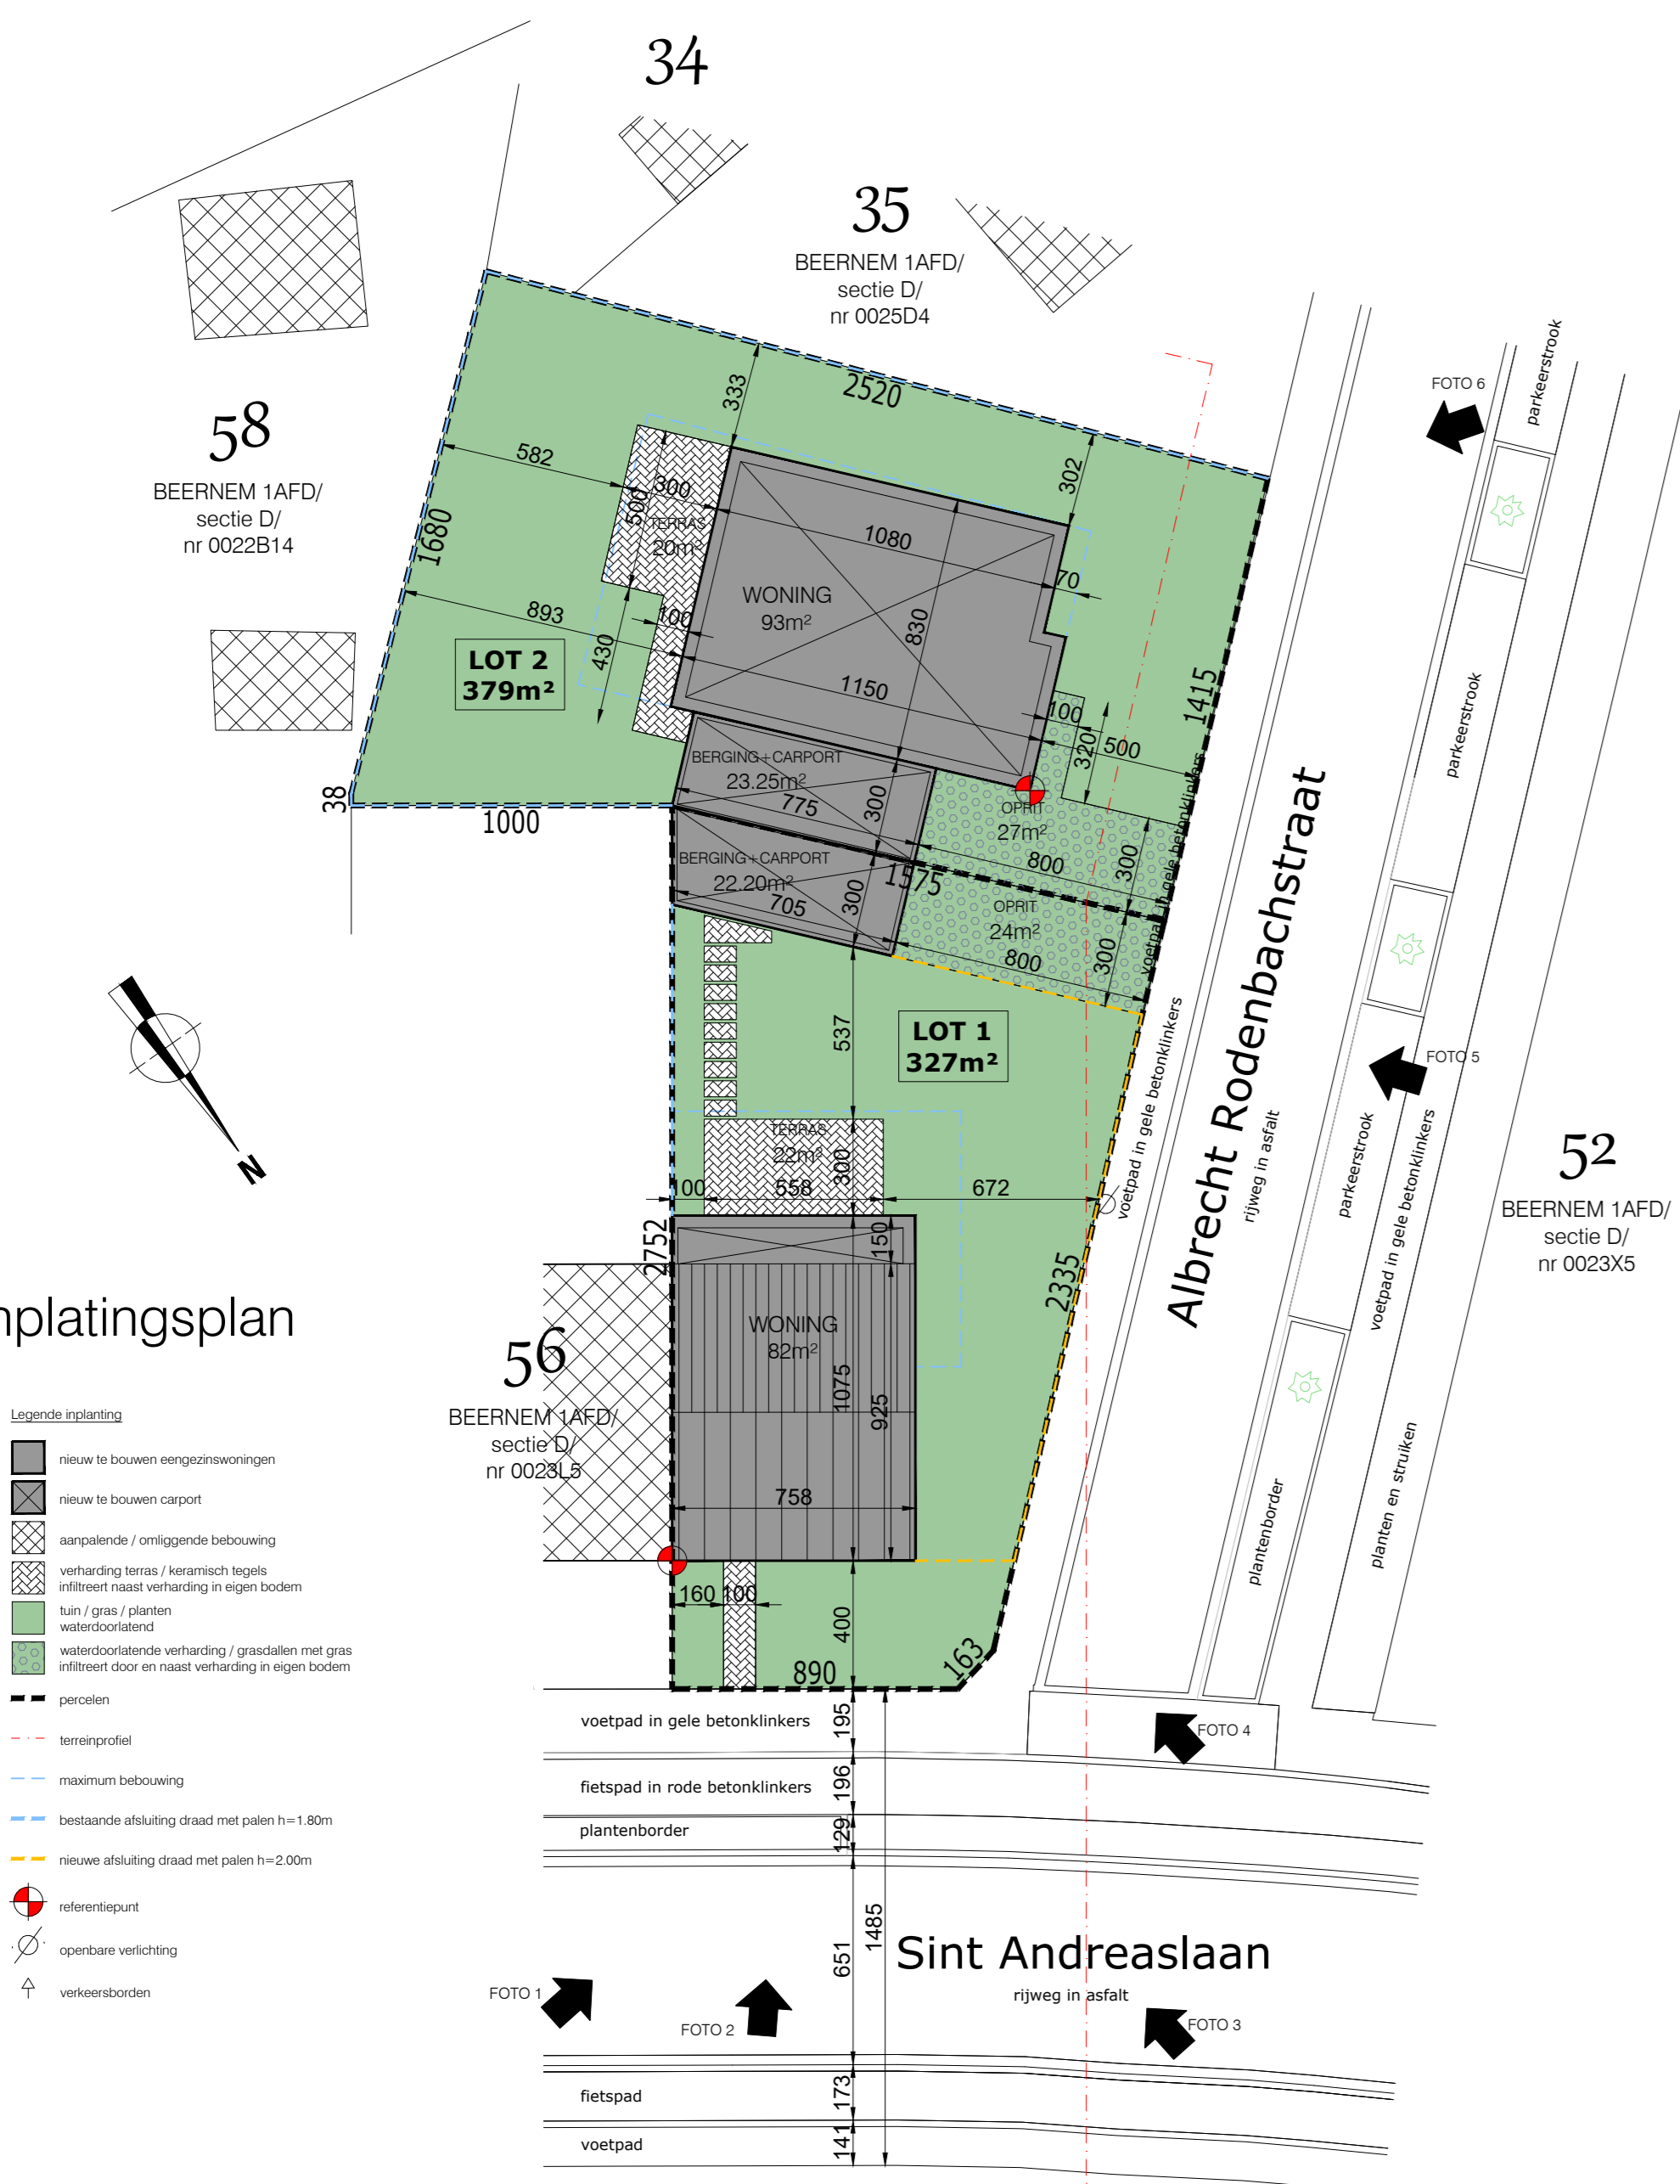 34
35
BEERNEM 1AFD/
sectie D/
nr 0025D4
58
BEERNEM 1AFD/
sectie D/
nr 0022B14
2520
333
302
582
300
500
TERRAS
20m²
1080
70
WONING
93m²
830
1680
893
100
430
LOT 2
379m²
1150
100
320
500
1415
BERGING+CARPORT
23.25m²
775
300
OPRIT
27m²
800
300
38
1000
BERGING+CARPORT
22.20m²
705
300
1575
OPRIT
24m²
800
300
voetpad in gele betonklinkers
LOT 1
327m²
537
TERRAS
22m²
300
00
558
672
2752
150
WONING
82m²
1075
925
758
2335
160
100
400
890
163
N
56
BEERNEM 1AFD/
sectie D/
nr 0023L5
52
BEERNEM 1AFD/
sectie D/
nr 0023X5
Albrecht Rodenbachstraat
rijweg in asfalt
voetpad in gele betonklinkers
parkeerstrook
parkeerstrook
parkeerstrook
voetpad in gele betonklinkers
plantenborder
planten en struiken
FOTO 6
FOTO 5
FOTO 4
nplatingsplan
Legende inplanting
nieuw te bouwen eengezinswoningen
nieuw te bouwen carport
aanpalende / omliggende bebouwing
verharding terras / keramisch tegels
infiltreert naast verharding in eigen bodem
tuin / gras / planten
waterdoorlatend
waterdoorlatende verharding / grasdallen met gras
infiltreert door en naast verharding in eigen bodem
percelen
terreinprofiel
maximum bebouwing
bestaande afsluiting draad met palen h=1.80m
nieuwe afsluiting draad met palen h=2.00m
referentiepunt
openbare verlichting
verkeersborden
voetpad in gele betonklinkers
195
fietspad in rode betonklinkers
196
plantenborder
129
651
1485
Sint Andreaslaan
rijweg in asfalt
FOTO 1
FOTO 2
FOTO 3
fietspad
173
voetpad
141